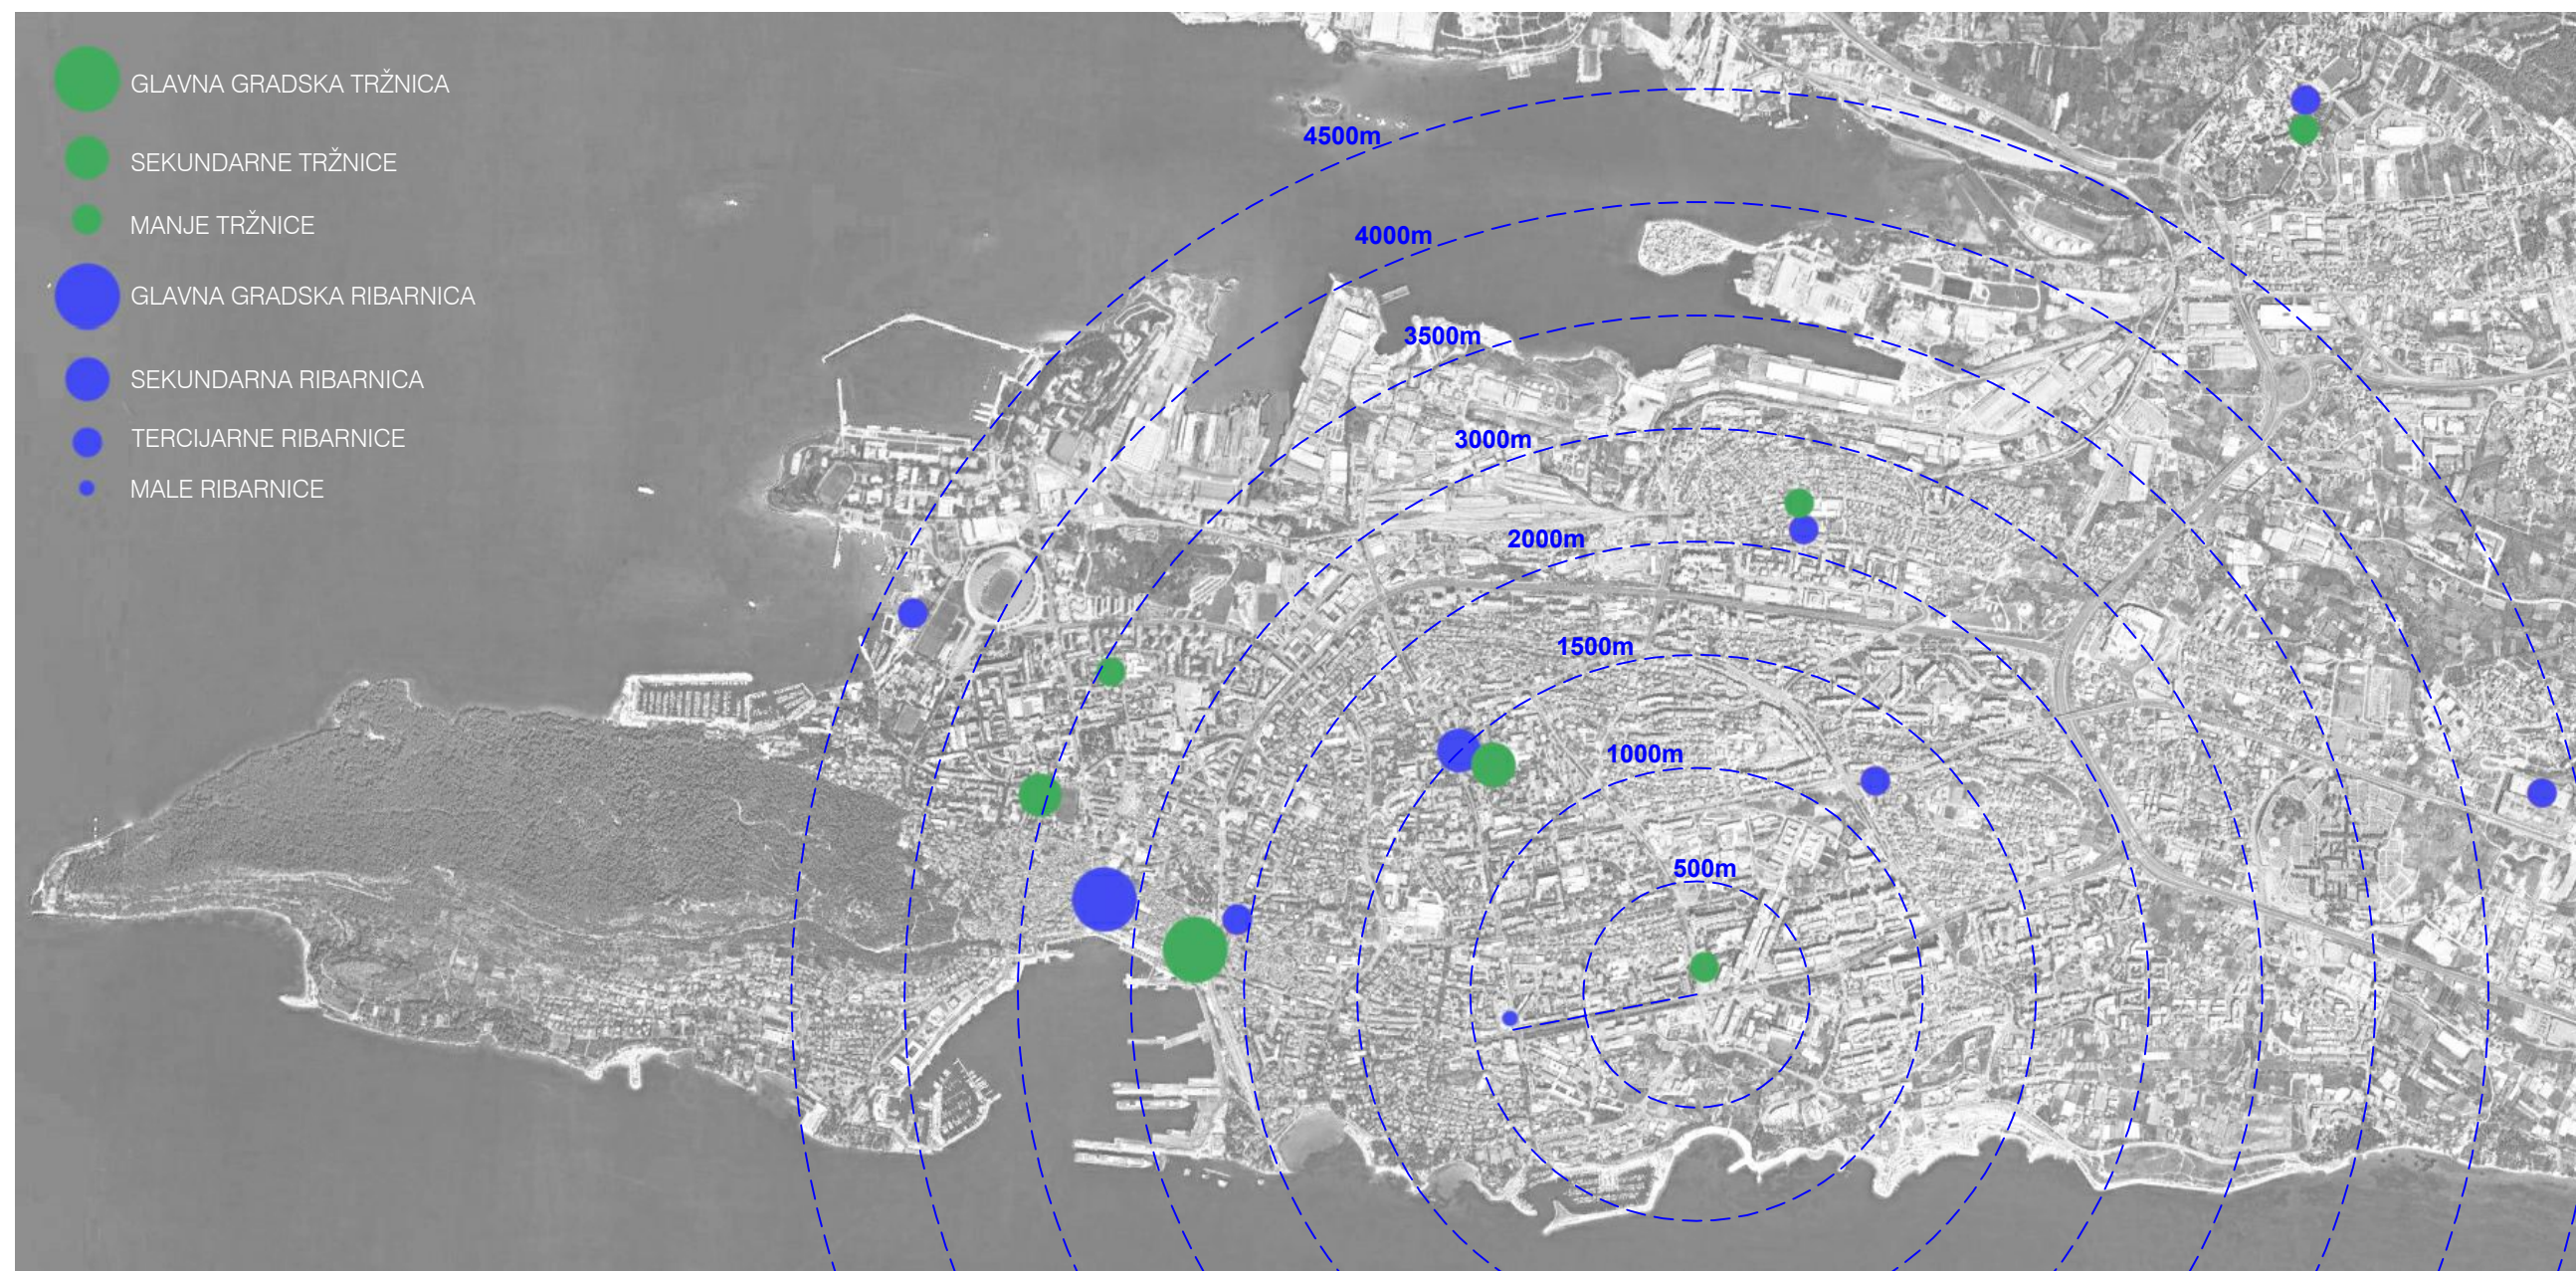 GLAVNA GRADSKA TRŽNICA
SEKUNDARNE TRŽNICE
MANJE TRŽNICE
GLAVNA GRADSKA RIBARNICA
SEKUNDARNA RIBARNICA
TERCIJARNE RIBARNICE
MALE RIBARNICE
4500m
4000m
3500m
3000m
2000m
1500m
1000m
500m